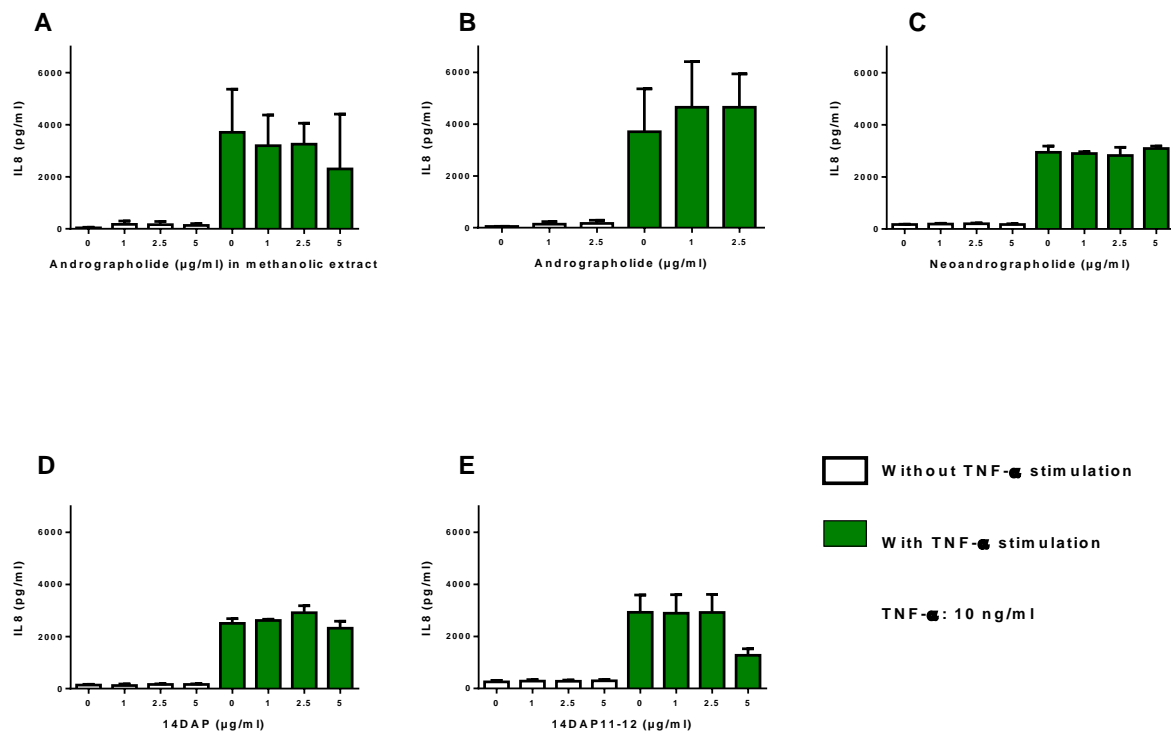 A
IL8 (pg/ml)
6000
4000
2000
0
0 1 2.5 5 0 1 2.5 5
Andrographolide (µg/ml) in methanolic extract
B
IL8 (pg/ml)
6000
4000
2000
0
0 1 2.5 0 1 2.5
Andrographolide (µg/ml)
C
IL8 (pg/ml)
6000
4000
2000
0
0 1 2.5 5 0 1 2.5 5
Neoandrographolide (µg/ml)
D
IL8 (pg/ml)
6000
4000
2000
0
0 1 2.5 5 0 1 2.5 5
14DAP (µg/ml)
E
IL8 (pg/ml)
6000
4000
2000
0
0 1 2.5 5 0 1 2.5 5
14DAP11-12 (µg/ml)
Without TNF-α stimulation
With TNF-α stimulation
TNF-α: 10 ng/ml